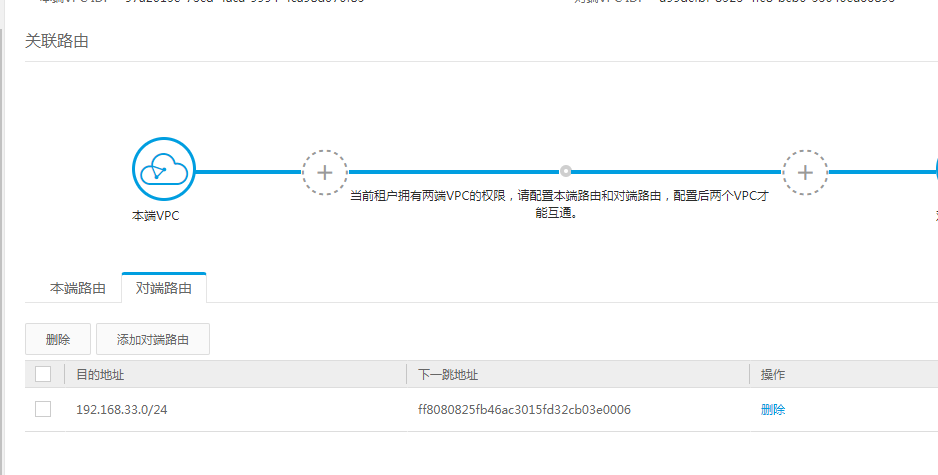 关联路由
当前租户拥有两端VPC的权限，请配置本端路由和对端路由，配置后两个VPC才
能互通。
本端VPC
本端路由 对端路由
删除 添加对端路由
目的地址 下一跳地址 操作
192.168.33.0/24 ff8080825fb46ac3015fd32cb03e0006 删除